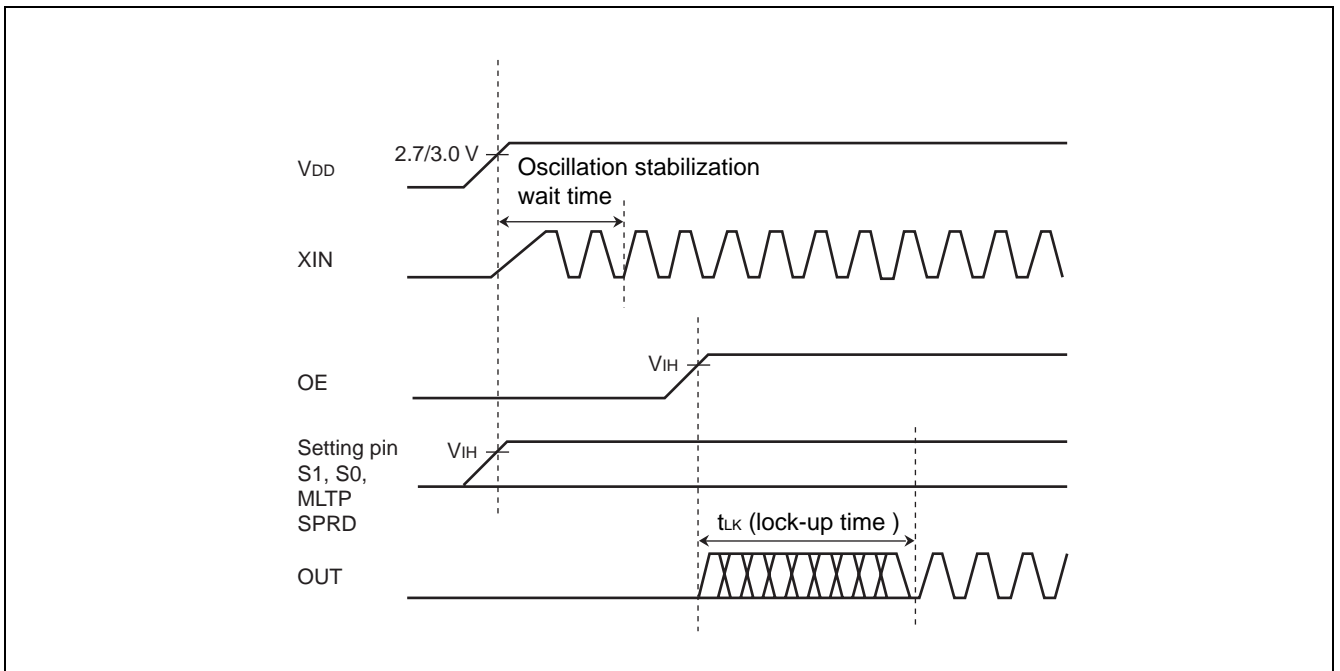 VDD
2.7/3.0 V
Oscillation stabilization
wait time
XIN
OE
VIH
Setting pin
S1, S0,
MLTP
SPRD
VIH
tLK (lock-up time )
OUT